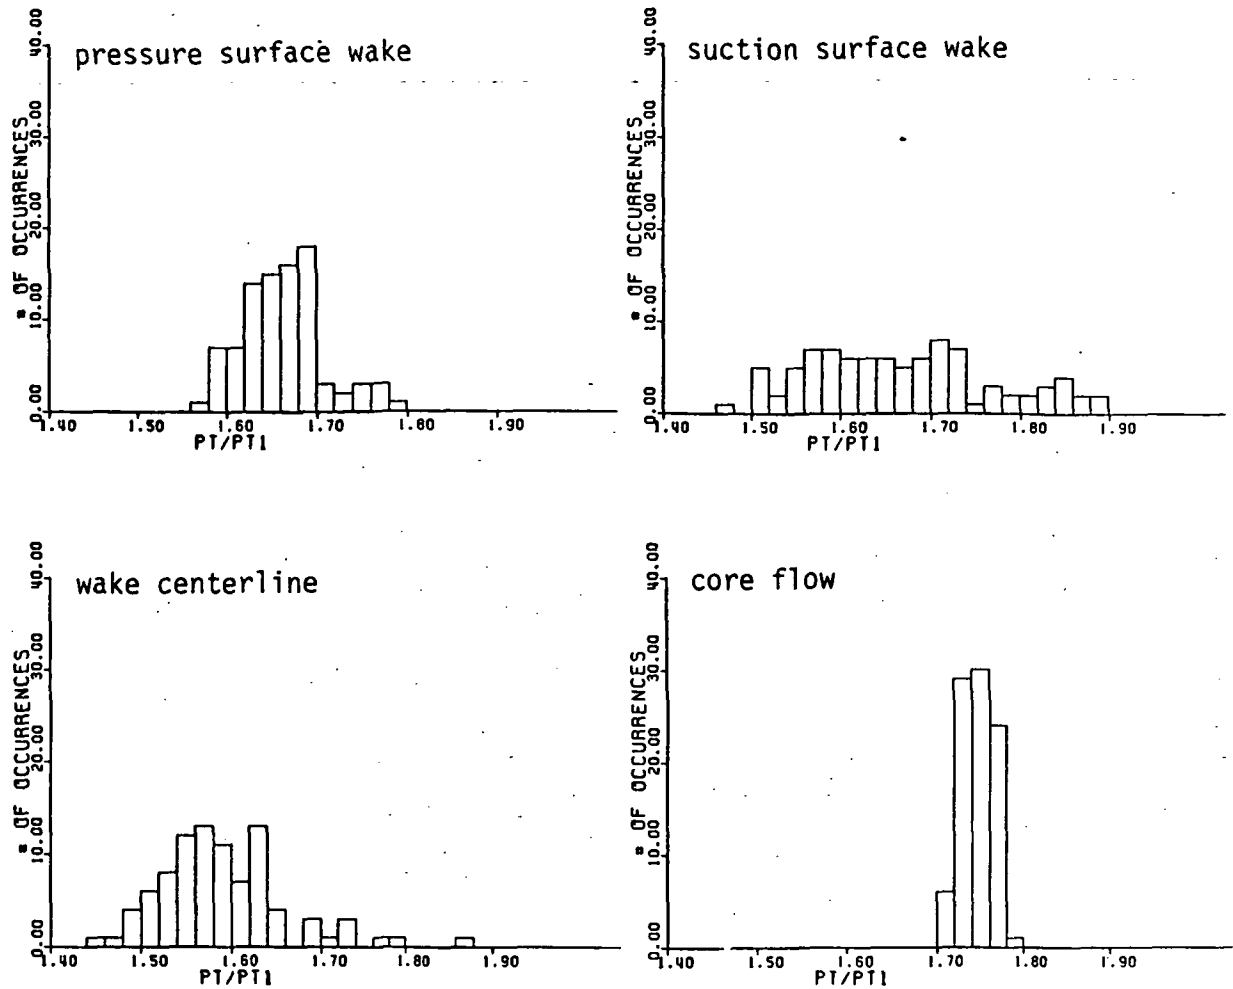 pressure surface wake
# OF OCCURRENCES
0.00 10.00 20.00 30.00 40.00
1.40 1.50 1.60 1.70 1.80 1.90
PT/PT1
suction surface wake
# OF OCCURRENCES
0.00 10.00 20.00 30.00 40.00
1.40 1.50 1.60 1.70 1.80 1.90
PT/PT1
wake centerline
# OF OCCURRENCES
0.00 10.00 20.00 30.00 40.00
1.40 1.50 1.60 1.70 1.80 1.90
PT/PT1
core flow
# OF OCCURRENCES
0.00 10.00 20.00 30.00 40.00
1.40 1.50 1.60 1.70 1.80 1.90
PT/PT1